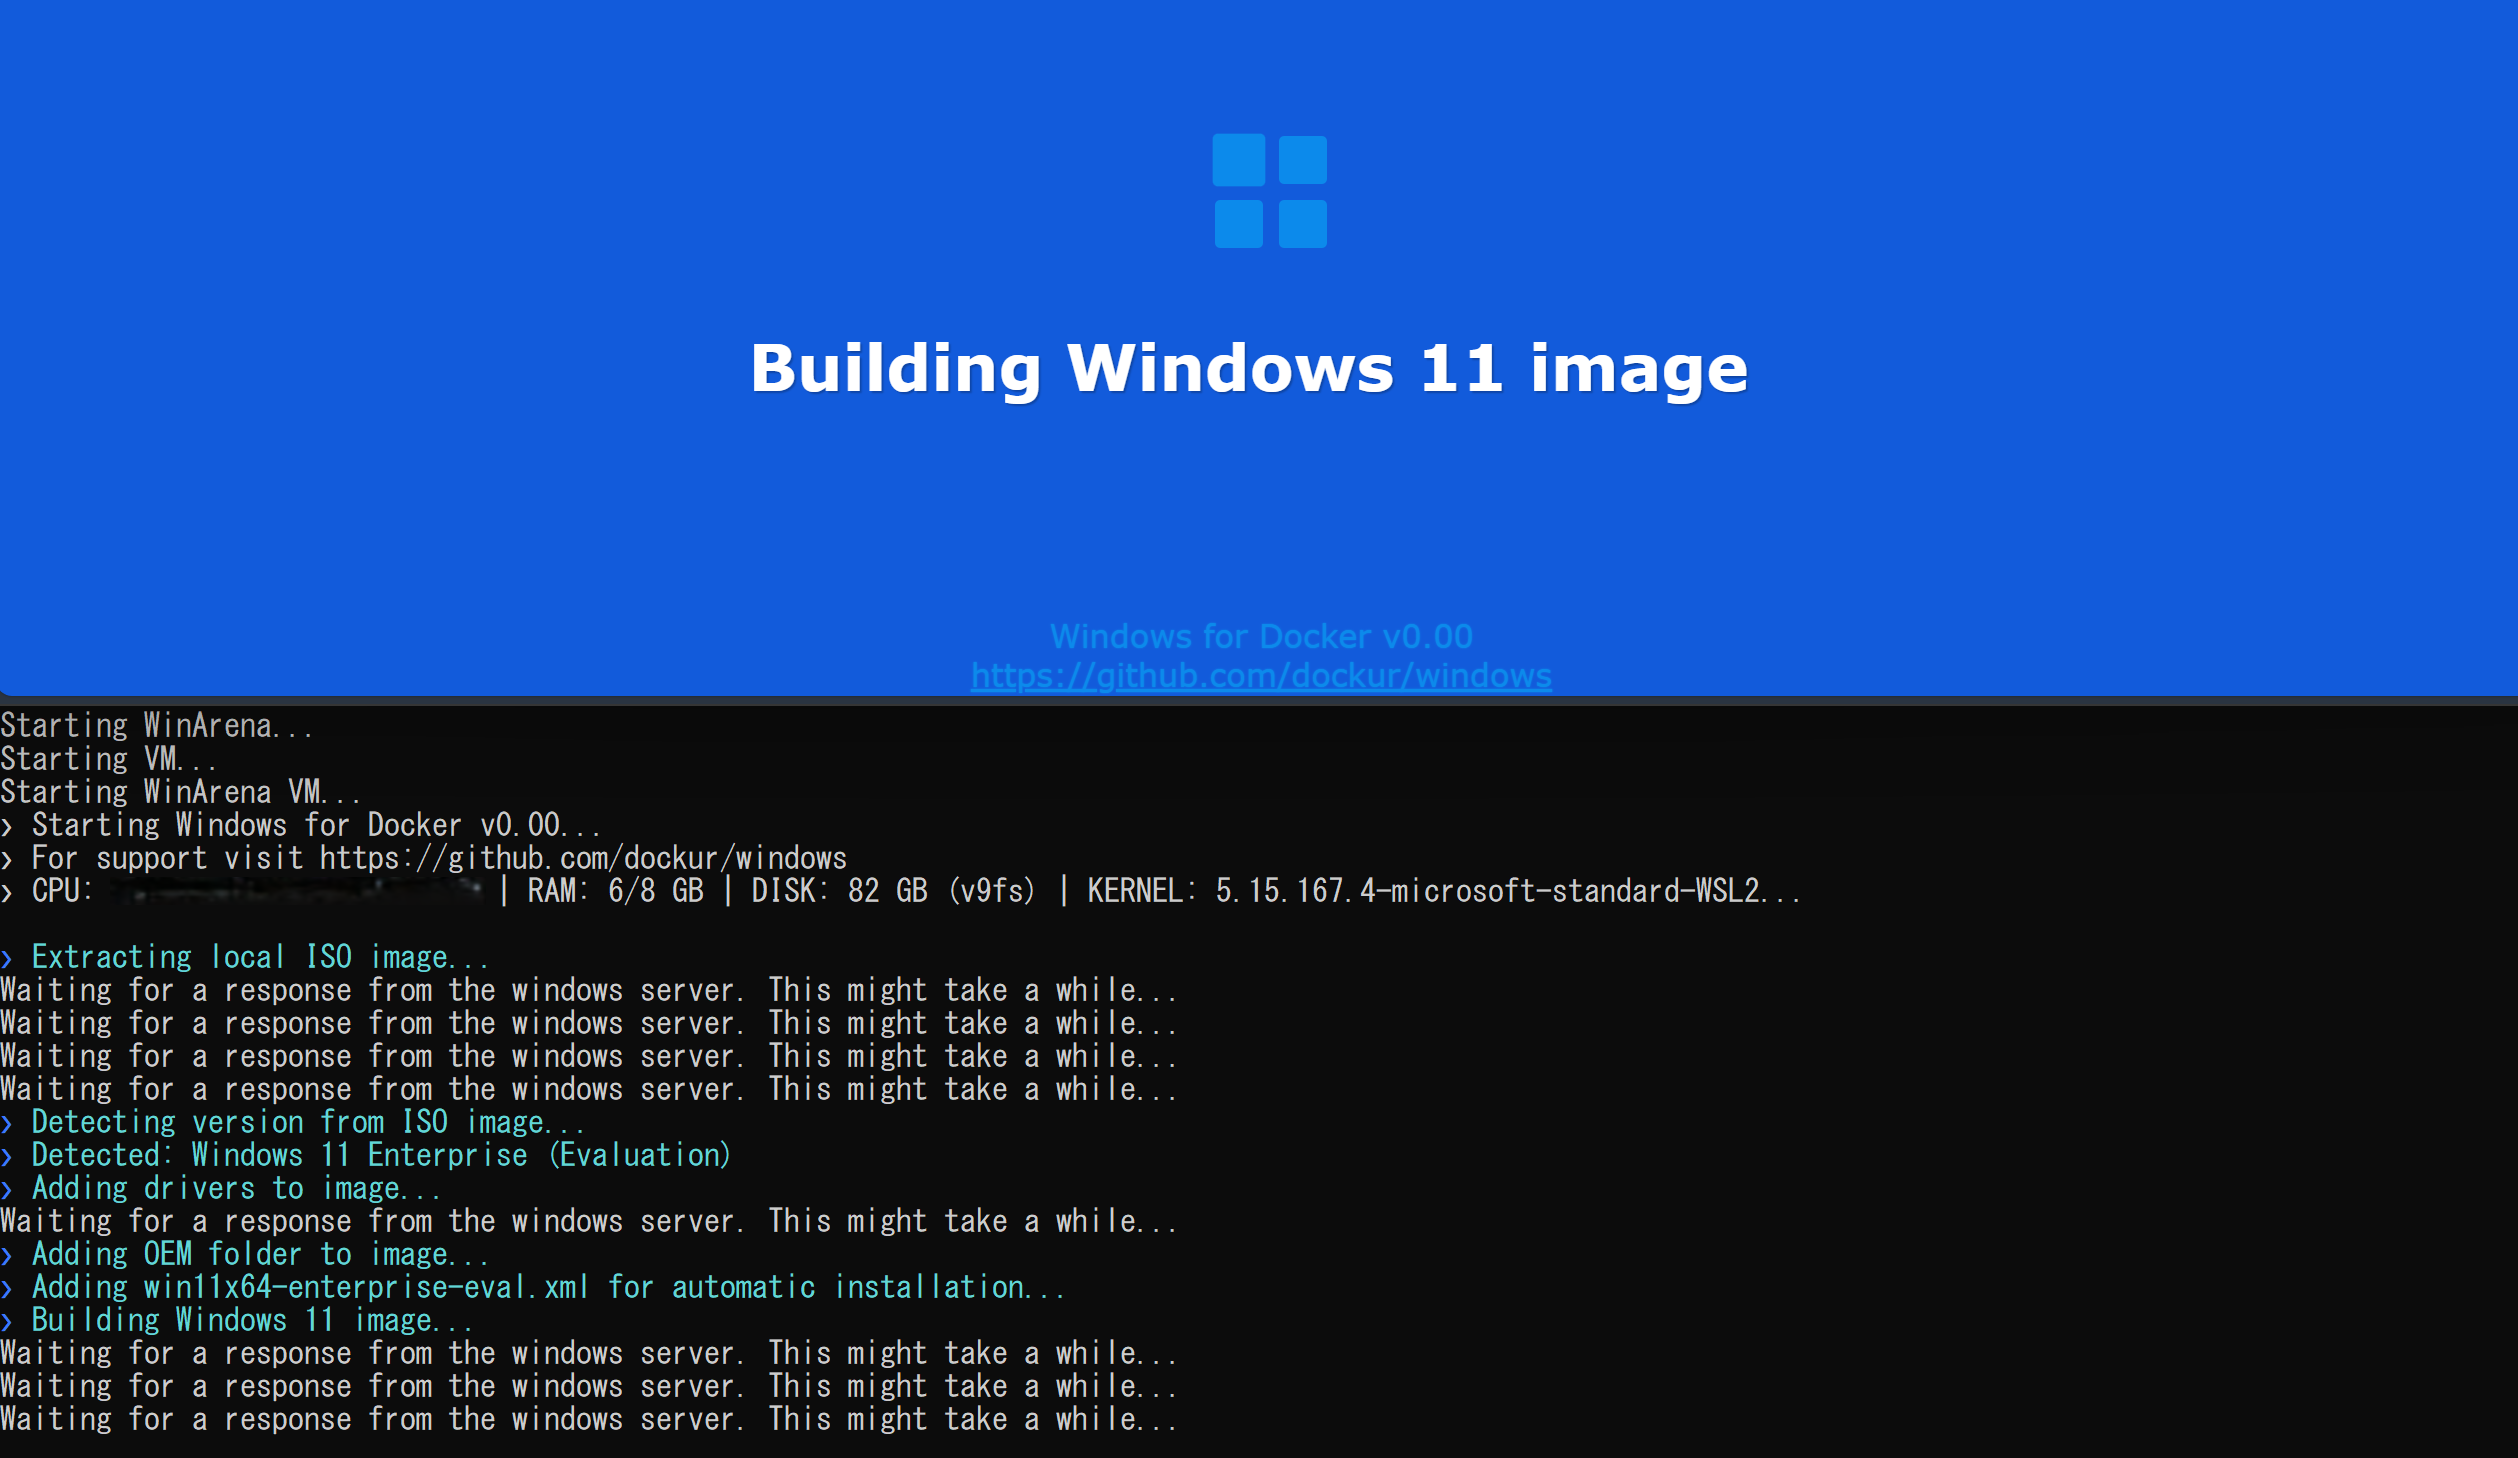 Building Windows 11 image
Windows for Docker v0.00
https://github.com/dockur/windows
Starting WinArena...
Starting VM...
Starting WinArena VM...
❯ Starting Windows for Docker v0.00...
❯ For support visit https://github.com/dockur/windows
❯ CPU: | RAM: 6/8 GB | DISK: 82 GB (v9fs) | KERNEL: 5.15.167.4-microsoft-standard-WSL2...
❯ Extracting local ISO image...
Waiting for a response from the windows server. This might take a while...
Waiting for a response from the windows server. This might take a while...
Waiting for a response from the windows server. This might take a while...
Waiting for a response from the windows server. This might take a while...
❯ Detecting version from ISO image...
❯ Detected: Windows 11 Enterprise (Evaluation)
❯ Adding drivers to image...
Waiting for a response from the windows server. This might take a while...
❯ Adding OEM folder to image...
❯ Adding win11x64-enterprise-eval.xml for automatic installation...
❯ Building Windows 11 image...
Waiting for a response from the windows server. This might take a while...
Waiting for a response from the windows server. This might take a while...
Waiting for a response from the windows server. This might take a while...